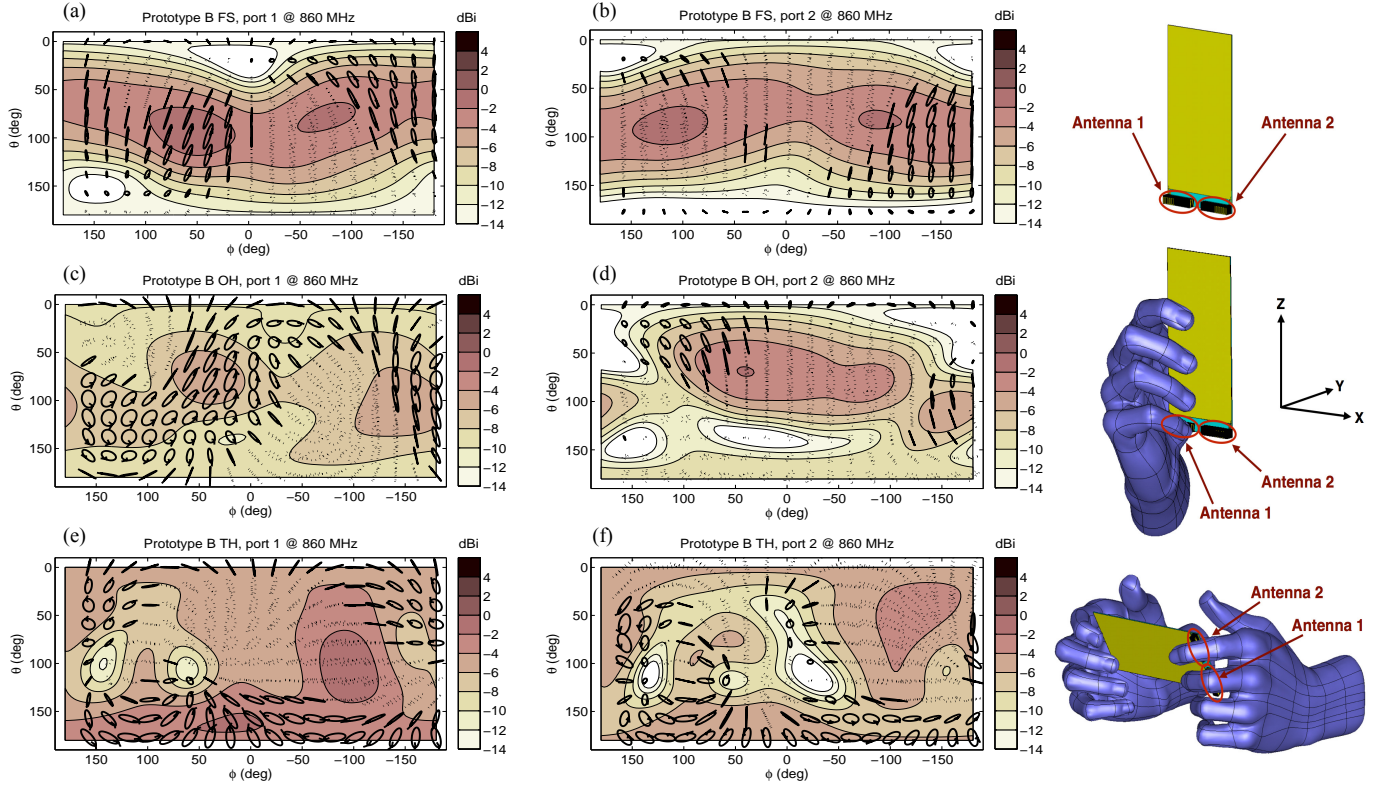 (a)
Prototype B FS, port 1 @ 860 MHz
dBi
0
50
100
150
θ (deg)
150 100 50 0 −50 −100 −150
φ (deg)
4
2
0
−2
−4
−6
−8
−10
−12
−14
(b)
Prototype B FS, port 2 @ 860 MHz
dBi
0
50
100
150
θ (deg)
150 100 50 0 −50 −100 −150
φ (deg)
4
2
0
−2
−4
−6
−8
−10
−12
−14
Antenna 1
Antenna 2
(c)
Prototype B OH, port 1 @ 860 MHz
dBi
0
50
100
150
θ (deg)
150 100 50 0 −50 −100 −150
φ (deg)
4
2
0
−2
−4
−6
−8
−10
−12
−14
(d)
Prototype B OH, port 2 @ 860 MHz
dBi
0
50
100
150
θ (deg)
150 100 50 0 −50 −100 −150
φ (deg)
4
2
0
−2
−4
−6
−8
−10
−12
−14
Z
Y
X
Antenna 2
Antenna 1
(e)
Prototype B TH, port 1 @ 860 MHz
dBi
0
50
100
150
θ (deg)
150 100 50 0 −50 −100 −150
φ (deg)
4
2
0
−2
−4
−6
−8
−10
−12
−14
(f)
Prototype B TH, port 2 @ 860 MHz
dBi
0
50
100
150
θ (deg)
150 100 50 0 −50 −100 −150
φ (deg)
4
2
0
−2
−4
−6
−8
−10
−12
−14
Antenna 2
Antenna 1